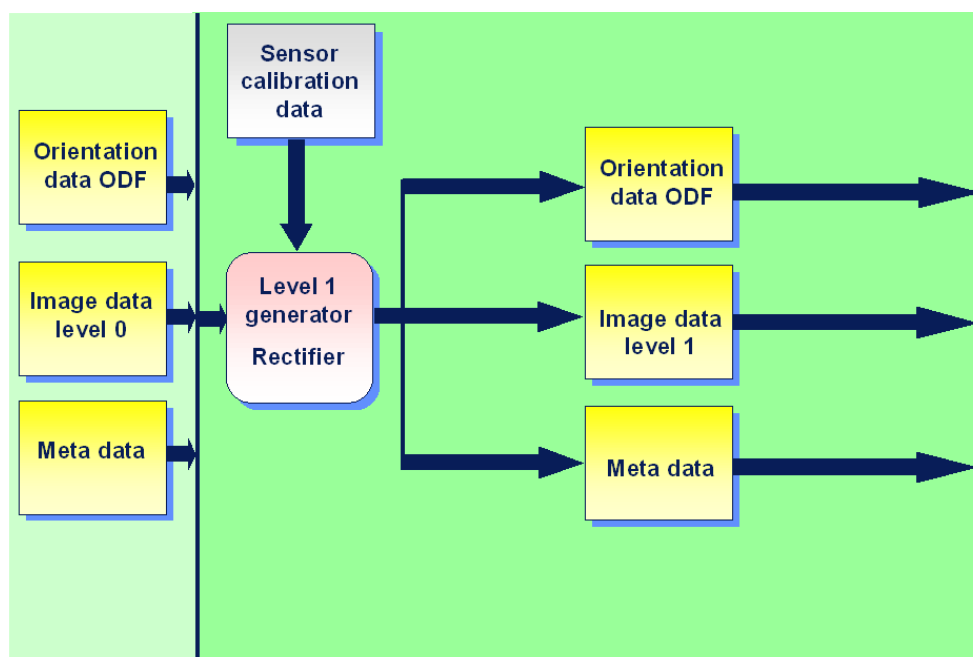 Sensor
calibration
data
Orientation
data ODF
Image data
level 0
Meta data
Level 1
generator
Rectifier
Orientation
data ODF
Image data
level 1
Meta data